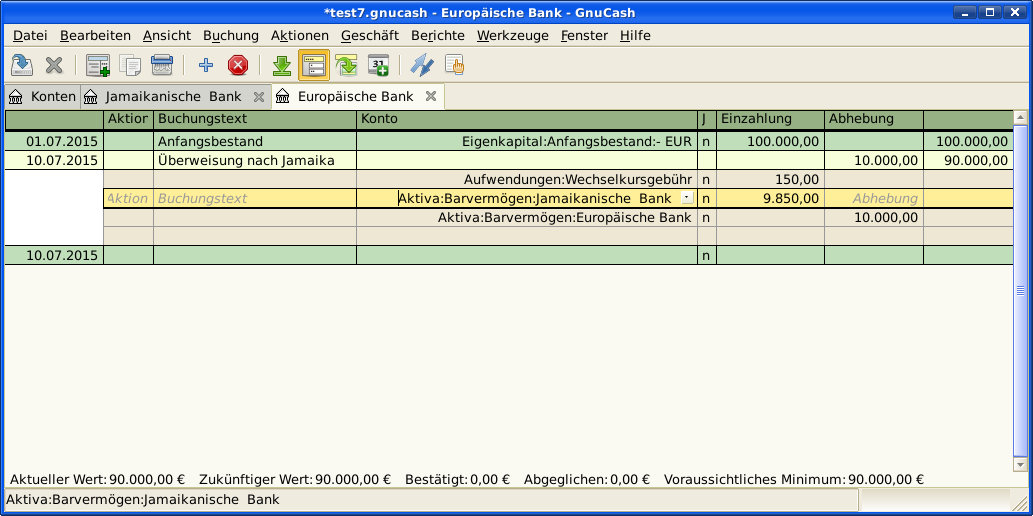 *test7.gnucash - Europäische Bank - GnuCash
Datei Bearbeiten Ansicht Buchung Aktionen Geschäft Berichte Werkzeuge Fenster Hilfe
31
Konten Jamaikanische Bank Europäische Bank
Aktion Buchungstext Konto J Einzahlung Abhebung
01.07.2015 Anfangsbestand Eigenkapital:Anfangsbestand:- EUR n 100.000,00 100.000,00
10.07.2015 Überweisung nach Jamaika 10.000,00 90.000,00
Aufwendungen:Wechselkursgebühr n 150,00
Aktion Buchungstext Aktiva:Barvermögen:Jamaikanische Bank n 9.850,00 Abhebung
Aktiva:Barvermögen:Europäische Bank n 10.000,00
10.07.2015 n
Aktueller Wert: 90.000,00 € Zukünftiger Wert: 90.000,00 € Bestätigt: 0,00 € Abgeglichen: 0,00 € Voraussichtliches Minimum: 90.000,00 €
Aktiva:Barvermögen:Jamaikanische Bank